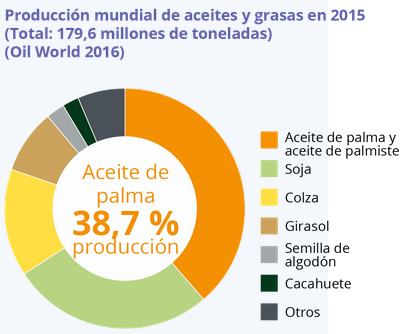 Producción mundial de aceites y grasas en 2015
(Total: 179,6 millones de toneladas)
(Oil World 2016)
Aceite de
palma
38,7 %
producción
Aceite de palma y
aceite de palmiste
Soja
Colza
Girasol
Semilla de
algodón
Cacahuete
Otros